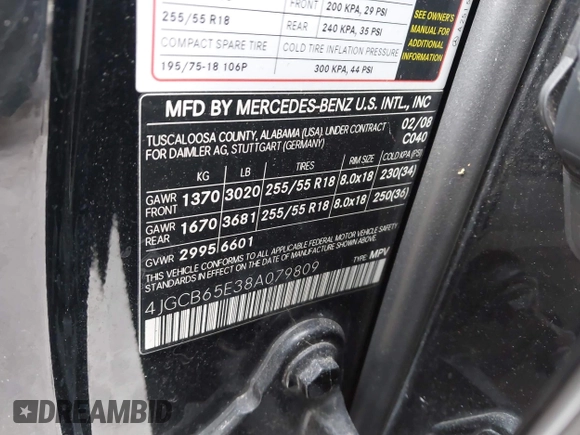 FRONT 200 KPA, 29 PSI
255/55 R18
REAR 240 KPA, 35 PSI
COMPACT SPARE TIRE COLD TIRE INFLATION PRESSURE
195/75-18 106P 300 KPA, 44 PSI
SEE OWNER'S
MANUAL FOR
ADDITIONAL
INFORMATION
MFD BY MERCEDES-BENZ U.S. INTL., INC
TUSCALOOSA COUNTY, ALABAMA (USA), UNDER CONTRACT 02/08
FOR DAIMLER AG, STUTTGART (GERMANY) C040
KG LB TIRES RIM SIZE COLD KPA (PSI)
GAWR FRONT 1370 3020 255/55 R18 8.0x18 230(34)
GAWR REAR 1670 3681 255/55 R18 8.0x18 250(36)
GVWR 2995 6601
THIS VEHICLE CONFORMS TO ALL APPLICABLE FEDERAL MOTOR VEHICLE SAFETY
STANDARDS IN EFFECT ON THE DATE OF MANUFACTURE SHOWN ABOVE.
4JGCB65E38A079809 TYPE: MPV
DREAMBID